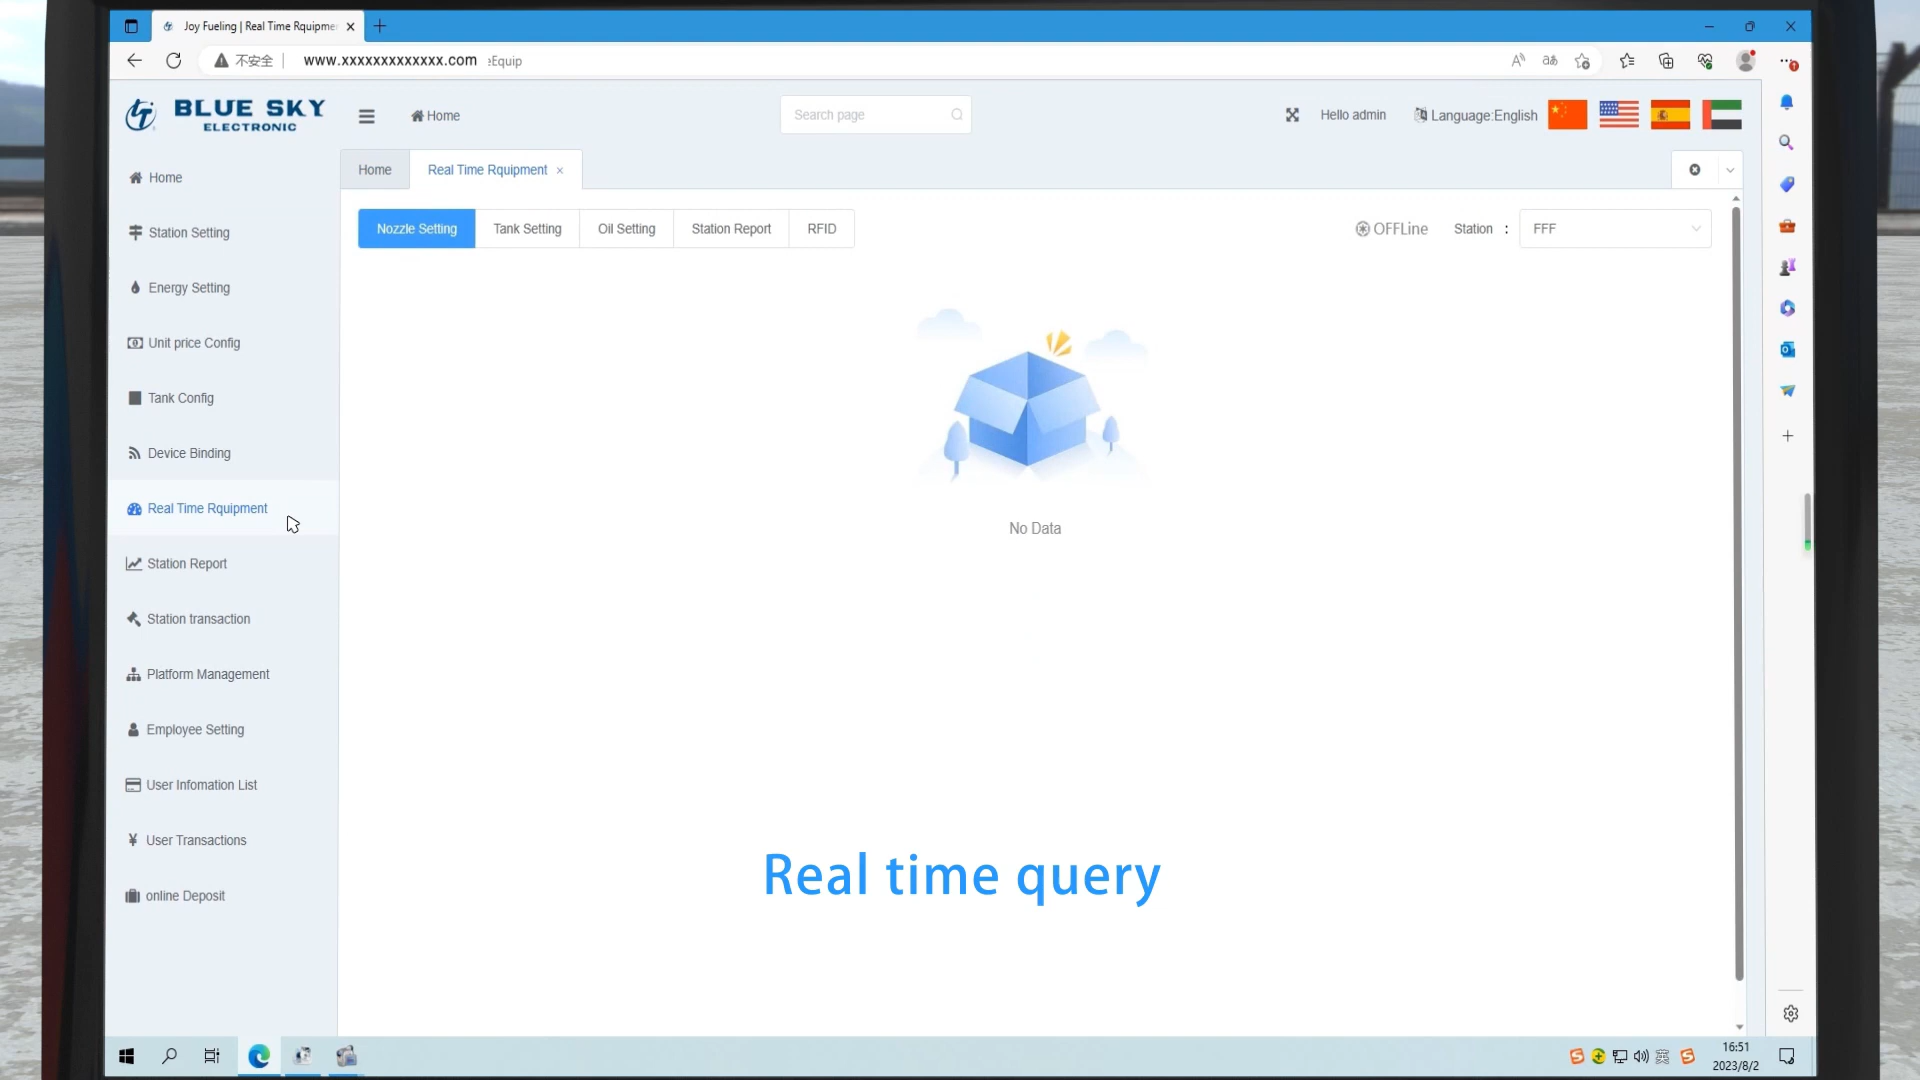 Joy Fueling | Real Time Rquipme
不安全
www.xxxxxxxxxxxxx.com
:Equip
BLUE SKY
ELECTRONIC
Home
Search page
Hello admin
Language:English
Home
Real Time Rquipment
Home
Station Setting
Energy Setting
Unit price Config
Tank Config
Device Binding
Real Time Rquipment
Station Report
Station transaction
Platform Management
Employee Setting
User Infomation List
User Transactions
online Deposit
Nozzle Setting
Tank Setting
Oil Setting
Station Report
RFID
OFFLine
Station :
FFF
No Data
Real time query
英
16:51
2023/8/2